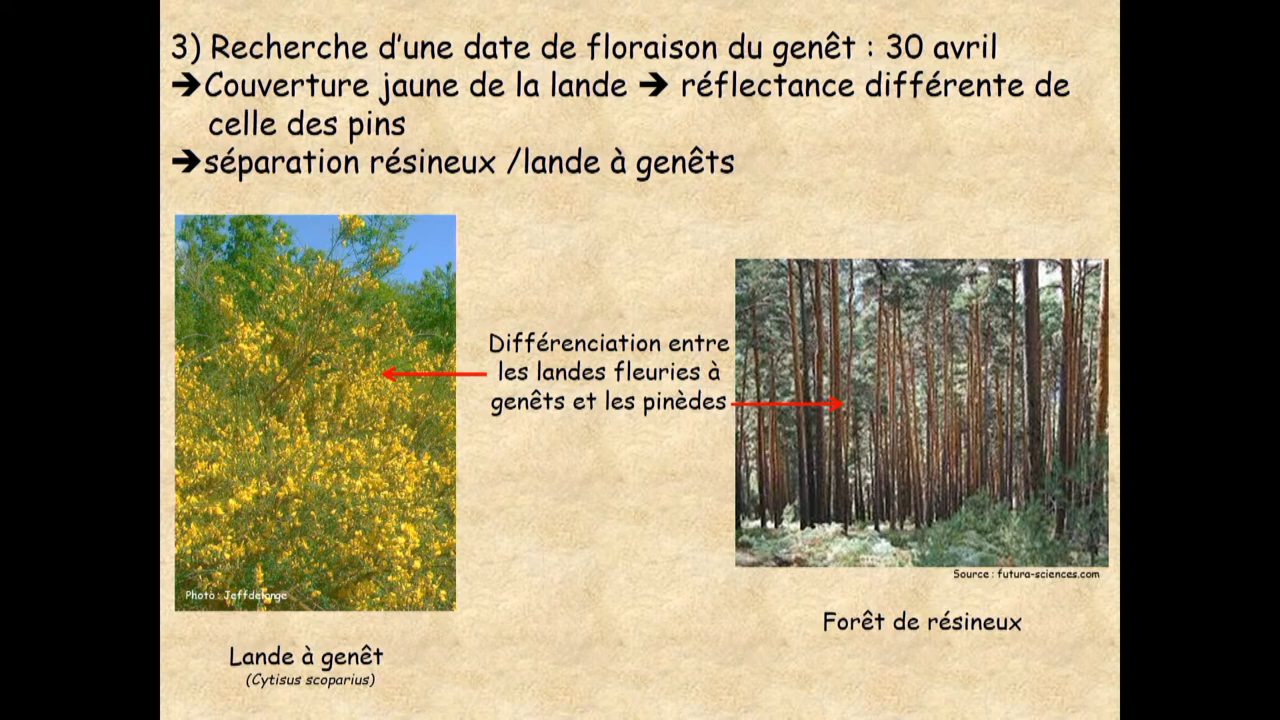 3) Recherche d’une date de floraison du genêt : 30 avril
➔Couverture jaune de la lande ➔ réflectance différente de
celle des pins
➔séparation résineux /lande à genêts
Différenciation entre
les landes fleuries à
genêts et les pinèdes
Photo : Jeffdelonge
Source : futura-sciences.com
Forêt de résineux
Lande à genêt
(Cytisus scoparius)